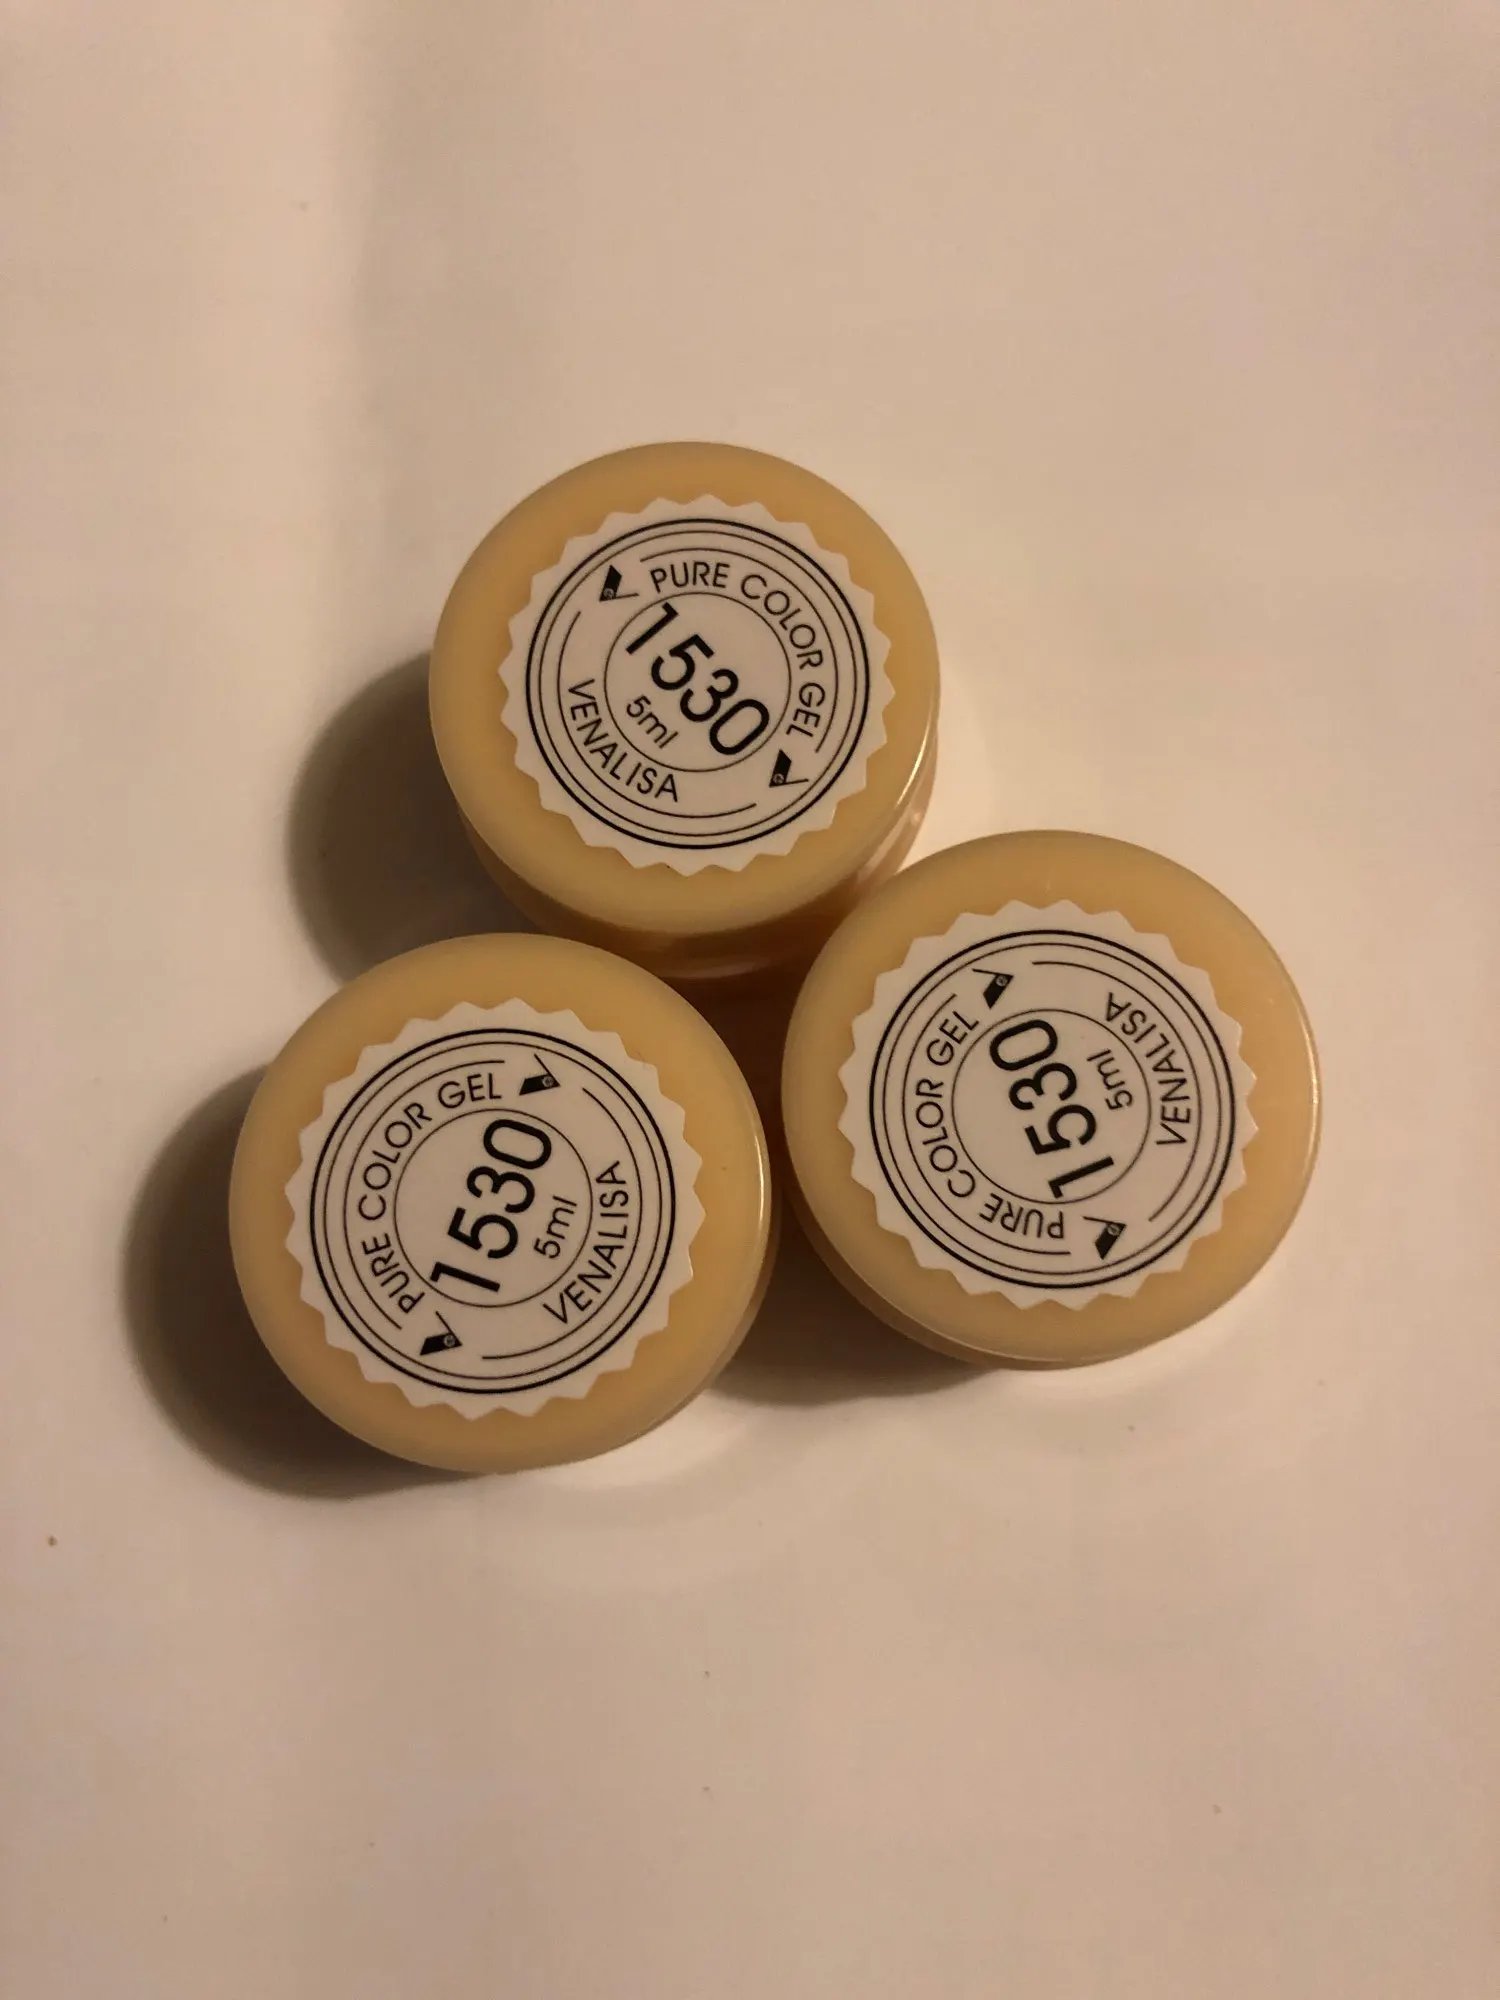 PURE COLOR GEL
1530
5ml
VENALISA
PURE COLOR GEL
1530
5ml
VENALISA
PURE COLOR GEL
1530
5ml
VENALISA